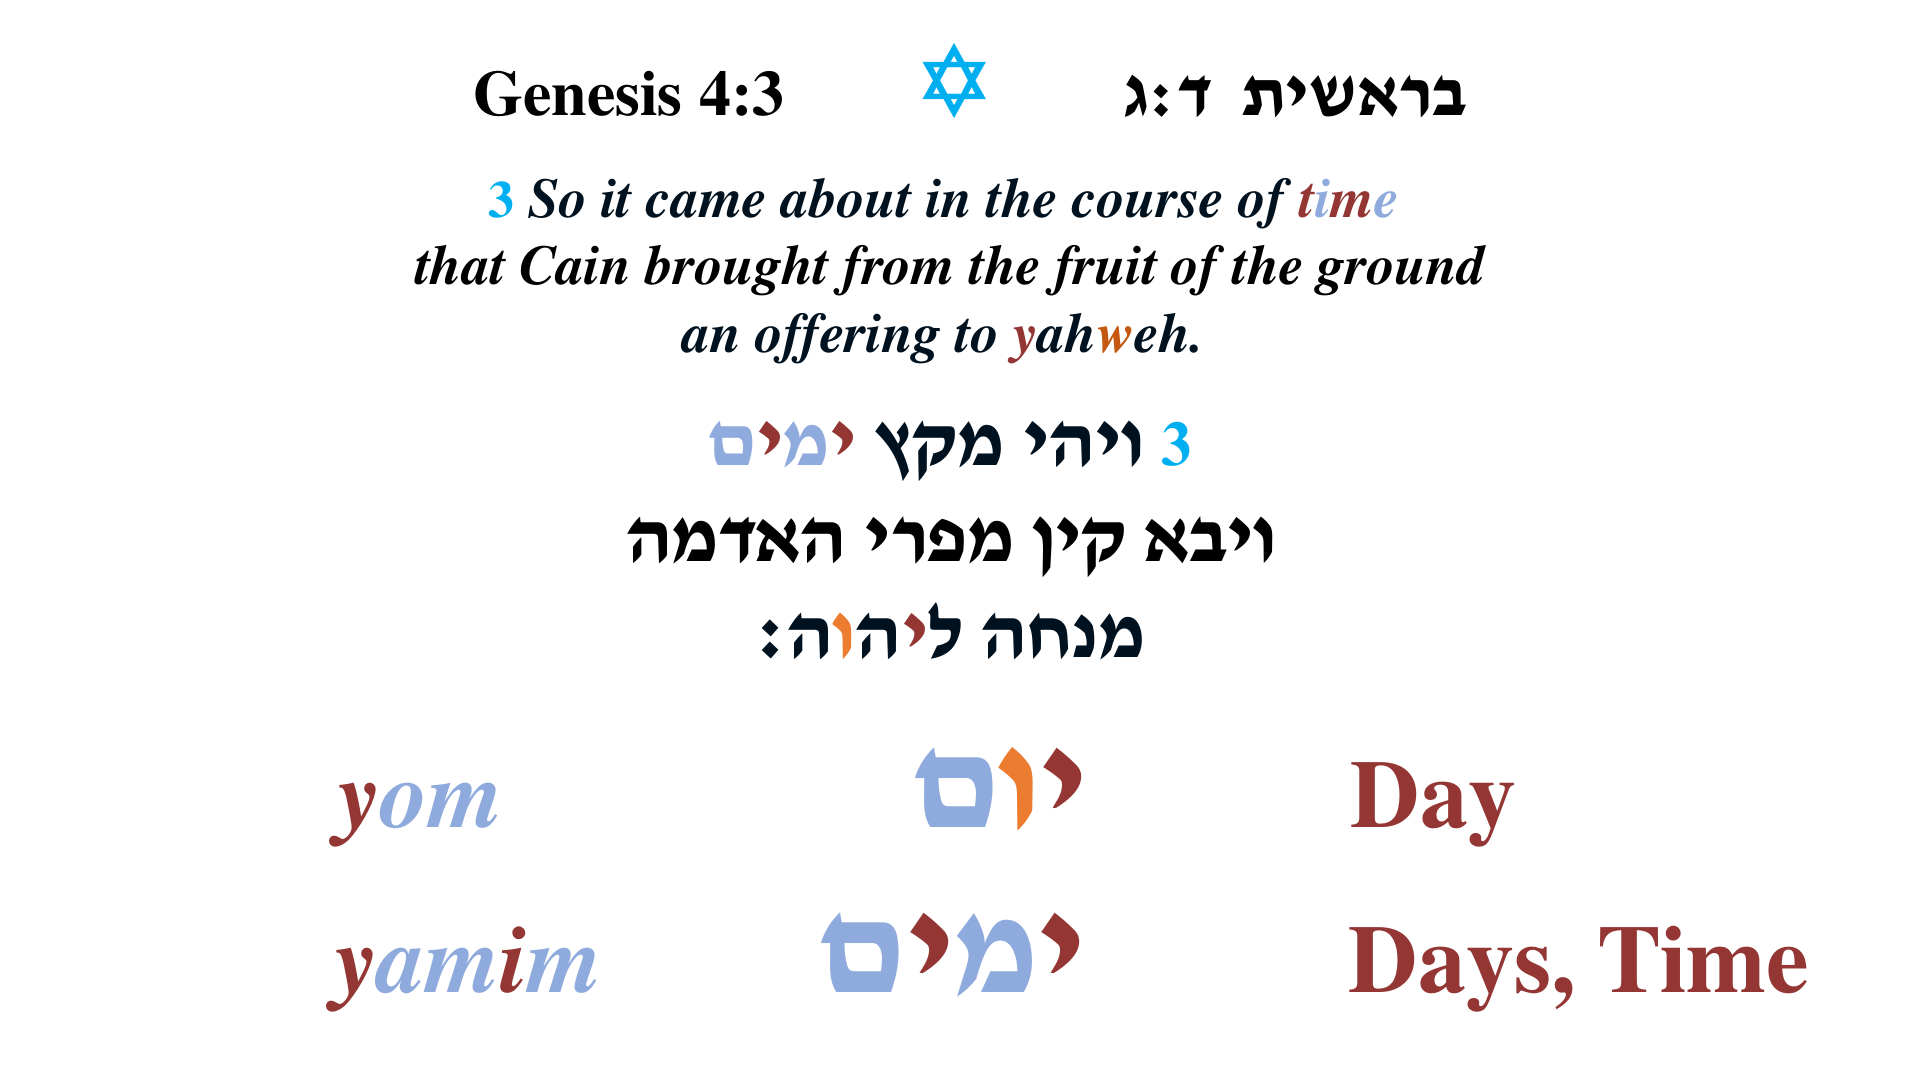 Genesis 4:3 ✡ בראשית ד:ג
3 So it came about in the course of time
that Cain brought from the fruit of the ground
an offering to yahweh.
3 ויהי מקץ ימים
ויבא קין מפרי האדמה
מנחה ליהוה:
yom יום Day
yamim ימים Days, Time